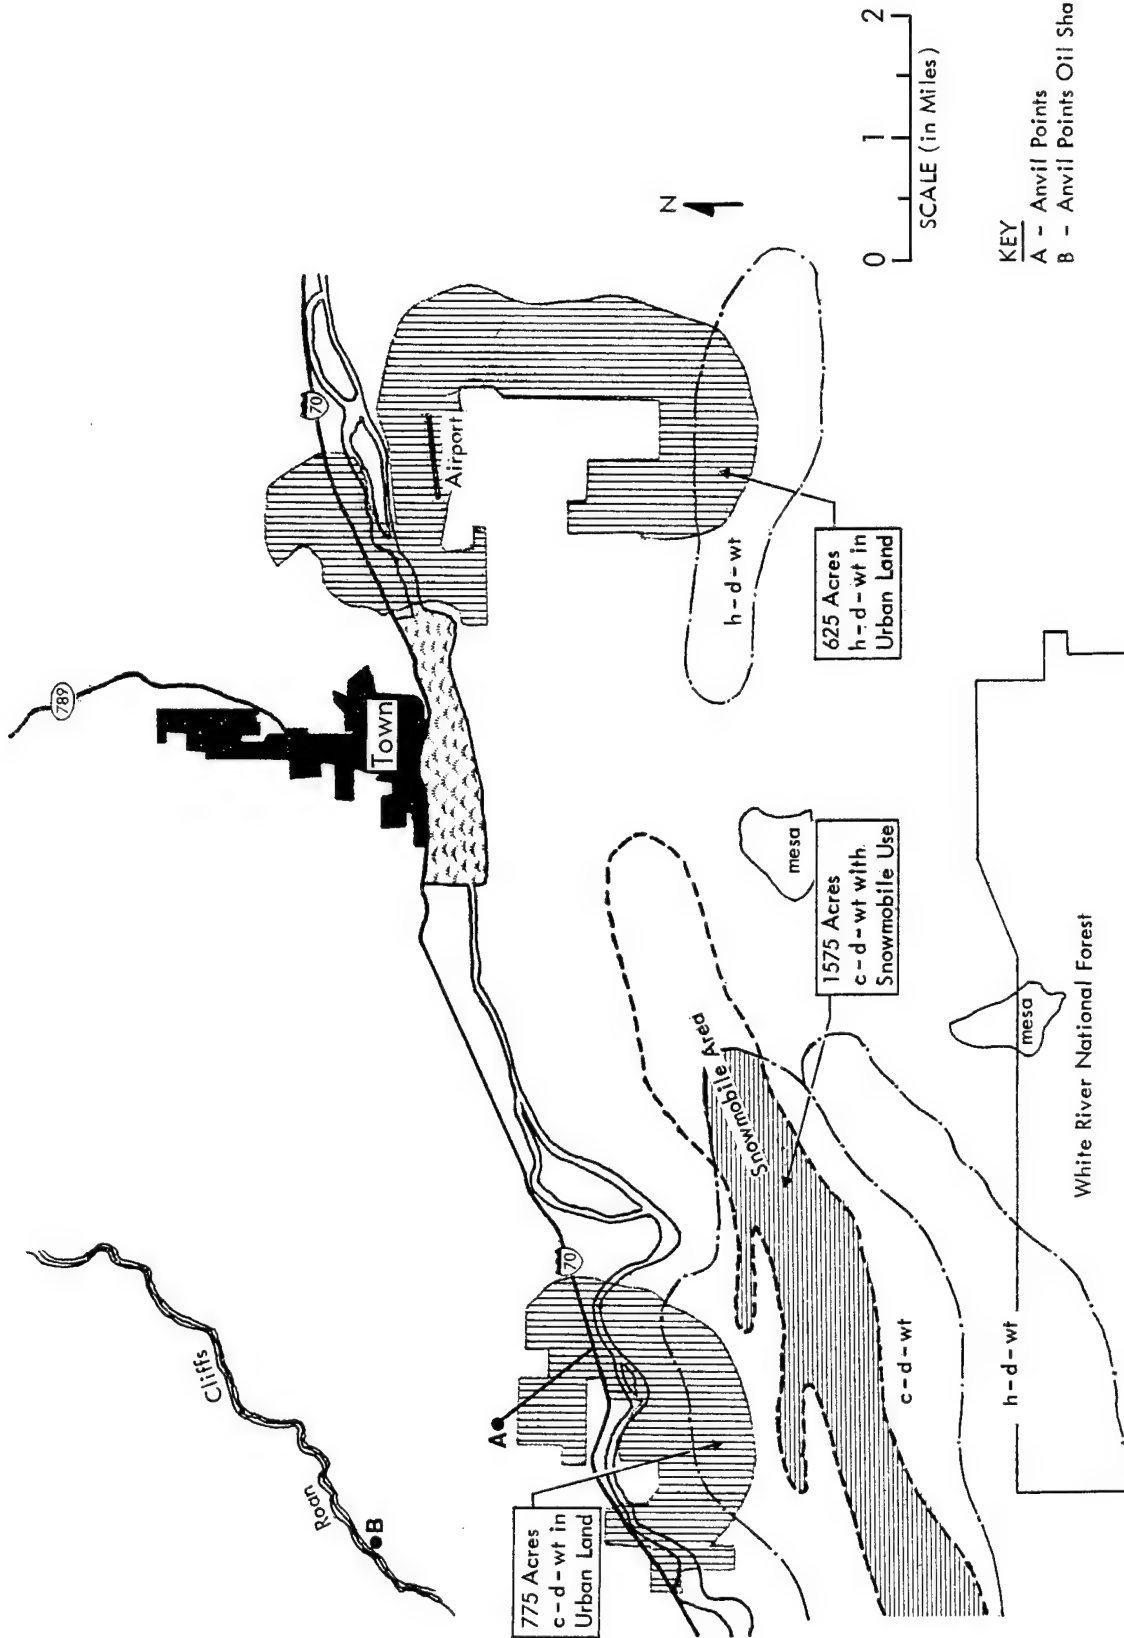 789
70
Town
Airport
N
0 1 2
SCALE (in Miles)
KEY
A - Anvil Points
B - Anvil Points Oil Sha
h-d-wt
625 Acres
h-d-wt in
Urban Land
mesa
1575 Acres
c-d-wt with
Snowmobile Use
Snowmobile Area
mesa
White River National Forest
c-d-wt
h-d-wt
70
Cliffs
Roan
A
B
775 Acres
c-d-wt in
Urban Land